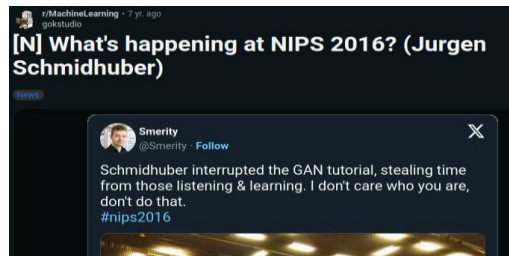 r/MachineLearning • 7 yr. ago
gokstudio
[N] What's happening at NIPS 2016? (Jurgen
Schmidhuber)
News
Smerity
@Smerity · Follow
Schmidhuber interrupted the GAN tutorial, stealing time
from those listening & learning. I don't care who you are,
don't do that.
#nips2016